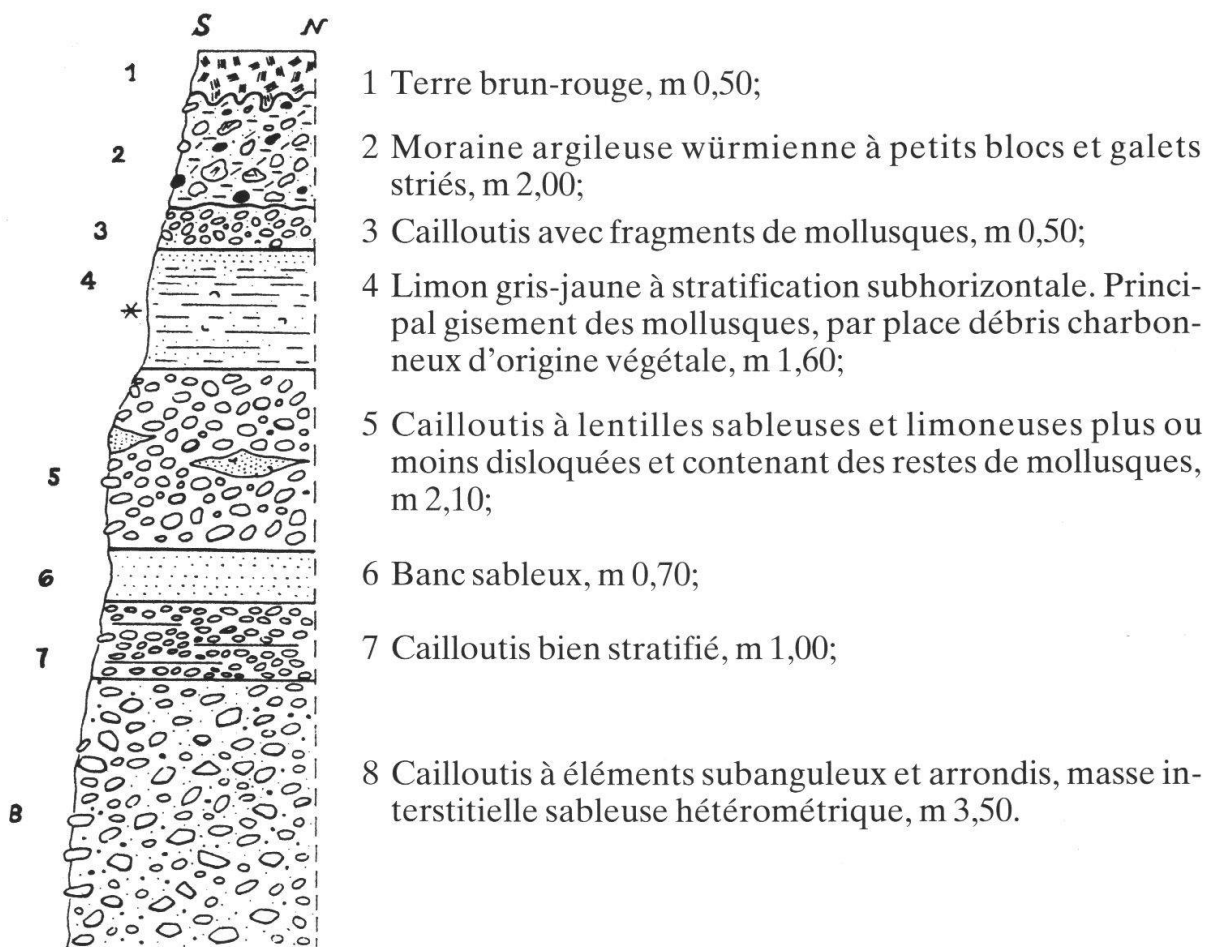 S N
1
1 Terre brun-rouge, m 0,50;
2
2 Moraine argileuse würmienne à petits blocs et galets
striés, m 2,00;
3
3 Cailloutis avec fragments de mollusques, m 0,50;
4
4 Limon gris-jaune à stratification subhorizontale. Princi-
pal gisement des mollusques, par place débris charbon-
neux d'origine végétale, m 1,60;
5
5 Cailloutis à lentilles sableuses et limoneuses plus ou
moins disloquées et contenant des restes de mollusques,
m 2,10;
6
6 Banc sableux, m 0,70;
7
7 Cailloutis bien stratifié, m 1,00;
8
8 Cailloutis à éléments subanguleux et arrondis, masse in-
terstitielle sableuse hétérométrique, m 3,50.